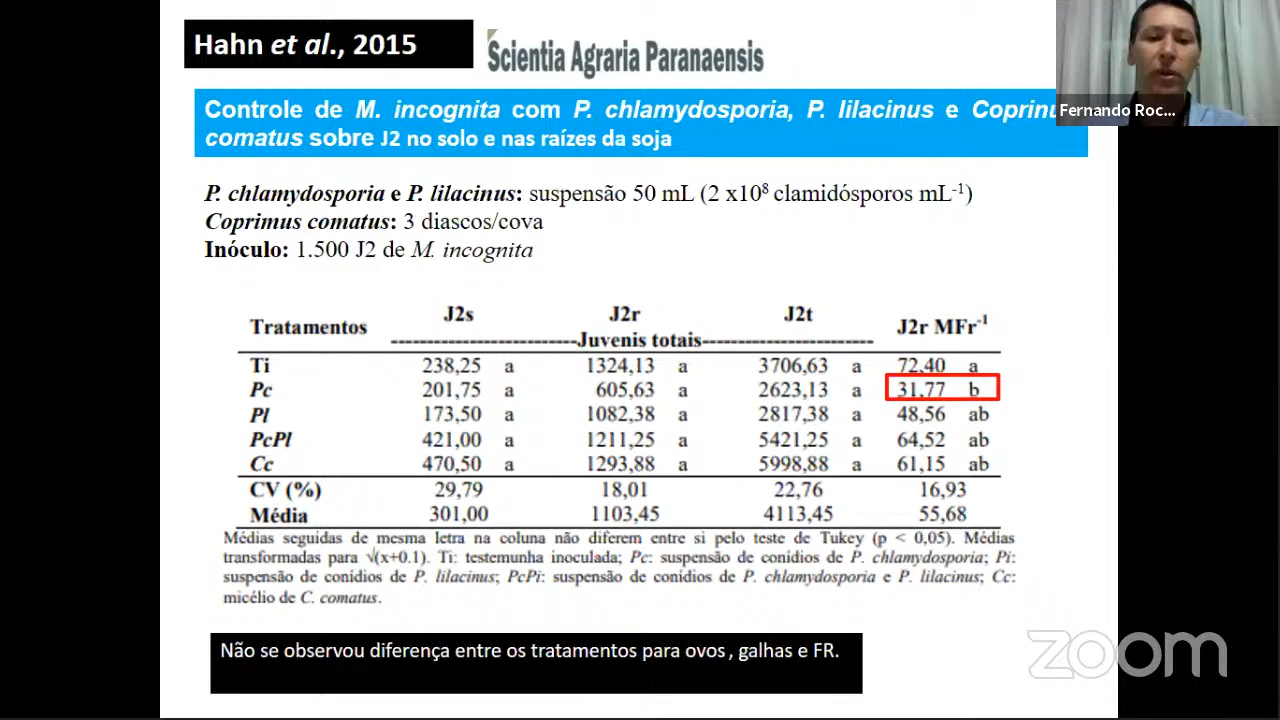 Hahn et al., 2015
Scientia Agraria Paranaensis
Fernando Roc...
Controle de M. incognita com P. chlamydosporia, P. lilacinus e Coprinu
comatus sobre J2 no solo e nas raízes da soja
P. chlamydosporia e P. lilacinus: suspensão 50 mL (2 x10⁸ clamidósporos mL⁻¹)
Coprimus comatus: 3 diascos/cova
Inóculo: 1.500 J2 de M. incognita
Tratamentos J2s J2r J2t J2r MFr⁻¹
--------------------------Juvenis totais------------------------
Ti 238,25 a 1324,13 a 3706,63 a 72,40 a
Pc 201,75 a 605,63 a 2623,13 a 31,77 b
Pl 173,50 a 1082,38 a 2817,38 a 48,56 ab
PcPl 421,00 a 1211,25 a 5421,25 a 64,52 ab
Cc 470,50 a 1293,88 a 5998,88 a 61,15 ab
CV (%) 29,79 18,01 22,76 16,93
Média 301,00 1103,45 4113,45 55,68
Médias seguidas de mesma letra na coluna não diferem entre si pelo teste de Tukey (p < 0,05). Médias
transformadas para √(x+0.1). Ti: testemunha inoculada; Pc: suspensão de conídios de P. chlamydosporia; Pi:
suspensão de conídios de P. lilacinus; PcPi: suspensão de conídios de P. chlamydosporia e P. lilacinus; Cc:
micélio de C. comatus.
Não se observou diferença entre os tratamentos para ovos, galhas e FR.
zoom